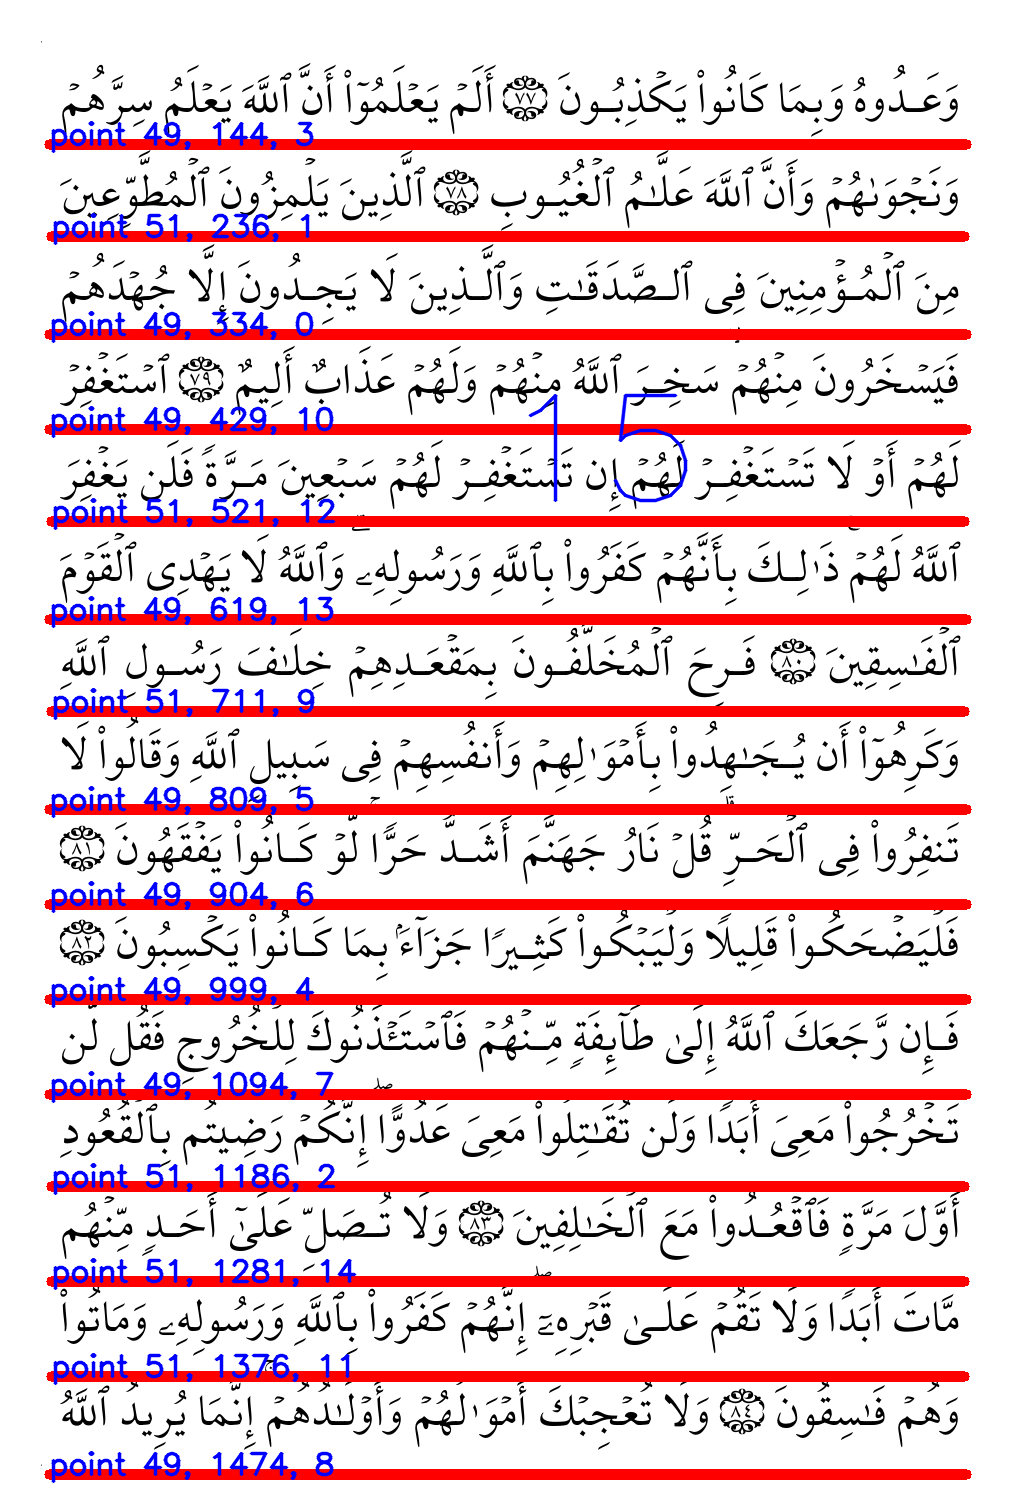 وَعَدُوهُ وَبِمَا كَانُوا۟ يَكۡذِبُونَ ٧٧ أَلَمۡ يَعۡلَمُوٓا۟ أَنَّ ٱللَّهَ يَعۡلَمُ سِرَّهُمۡ
point 49, 144, 3
وَنَجۡوَىٰهُمۡ وَأَنَّ ٱللَّهَ عَلَّـٰمُ ٱلۡغُيُوبِ ٧٨ ٱلَّذِينَ يَلۡمِزُونَ ٱلۡمُطَّوِّعِينَ
point 51, 236, 1
مِنَ ٱلۡمُؤۡمِنِينَ فِى ٱلصَّدَقَـٰتِ وَٱلَّذِينَ لَا يَجِدُونَ إِلَّا جُهۡدَهُمۡ
point 49, 334, 0
فَيَسۡخَرُونَ مِنۡهُمۡ سَخِرَ ٱللَّهُ مِنۡهُمۡ وَلَهُمۡ عَذَابٌ أَلِيمٌ ٧٩ ٱسۡتَغۡفِرۡ
point 49, 429, 10
15
لَهُمۡ أَوۡ لَا تَسۡتَغۡفِرۡ لَهُمۡ إِن تَسۡتَغۡفِرۡ لَهُمۡ سَبۡعِينَ مَرَّةً فَلَن يَغۡفِرَ
point 51, 521, 12
ٱللَّهُ لَهُمۡ ذَٰلِكَ بِأَنَّهُمۡ كَفَرُوا۟ بِٱللَّهِ وَرَسُولِهِۦ وَٱللَّهُ لَا يَهۡدِى ٱلۡقَوۡمَ
point 49, 619, 13
ٱلۡفَـٰسِقِينَ ٨٠ فَرِحَ ٱلۡمُخَلَّفُونَ بِمَقۡعَدِهِمۡ خِلَـٰفَ رَسُولِ ٱللَّهِ
point 51, 711, 9
وَكَرِهُوٓا۟ أَن يُجَـٰهِدُوا۟ بِأَمۡوَٰلِهِمۡ وَأَنفُسِهِمۡ فِى سَبِيلِ ٱللَّهِ وَقَالُوا۟ لَا
point 49, 809, 5
تَنفِرُوا۟ فِى ٱلۡحَرِّ قُلۡ نَارُ جَهَنَّمَ أَشَدُّ حَرًّا لَّوۡ كَانُوا۟ يَفۡقَهُونَ ٨١
point 49, 904, 6
فَلۡيَضۡحَكُوا۟ قَلِيلًا وَلۡيَبۡكُوا۟ كَثِيرًا جَزَآءَۢ بِمَا كَانُوا۟ يَكۡسِبُونَ ٨٢
point 49, 999, 4
فَإِن رَّجَعَكَ ٱللَّهُ إِلَىٰ طَآئِفَةٍ مِّنۡهُمۡ فَٱسۡتَـٔۡذَنُوكَ لِلۡخُرُوجِ فَقُل لَّن
point 49, 1094, 7
تَخۡرُجُوا۟ مَعِىَ أَبَدًا وَلَن تُقَـٰتِلُوا۟ مَعِىَ عَدُوًّا إِنَّكُمۡ رَضِيتُم بِٱلۡقُعُودِ
point 51, 1186, 2
أَوَّلَ مَرَّةٍ فَٱقۡعُدُوا۟ مَعَ ٱلۡخَـٰلِفِينَ ٨٣ وَلَا تُصَلِّ عَلَىٰٓ أَحَدٍ مِّنۡهُم
point 51, 1281, 14
مَّاتَ أَبَدًا وَلَا تَقُمۡ عَلَىٰ قَبۡرِهِۦٓ إِنَّهُمۡ كَفَرُوا۟ بِٱللَّهِ وَرَسُولِهِۦ وَمَاتُوا۟
point 51, 1376, 11
وَهُمۡ فَـٰسِقُونَ ٨٤ وَلَا تُعۡجِبۡكَ أَمۡوَٰلُهُمۡ وَأَوۡلَـٰدُهُمۡ إِنَّمَا يُرِيدُ ٱللَّهُ
point 49, 1474, 8